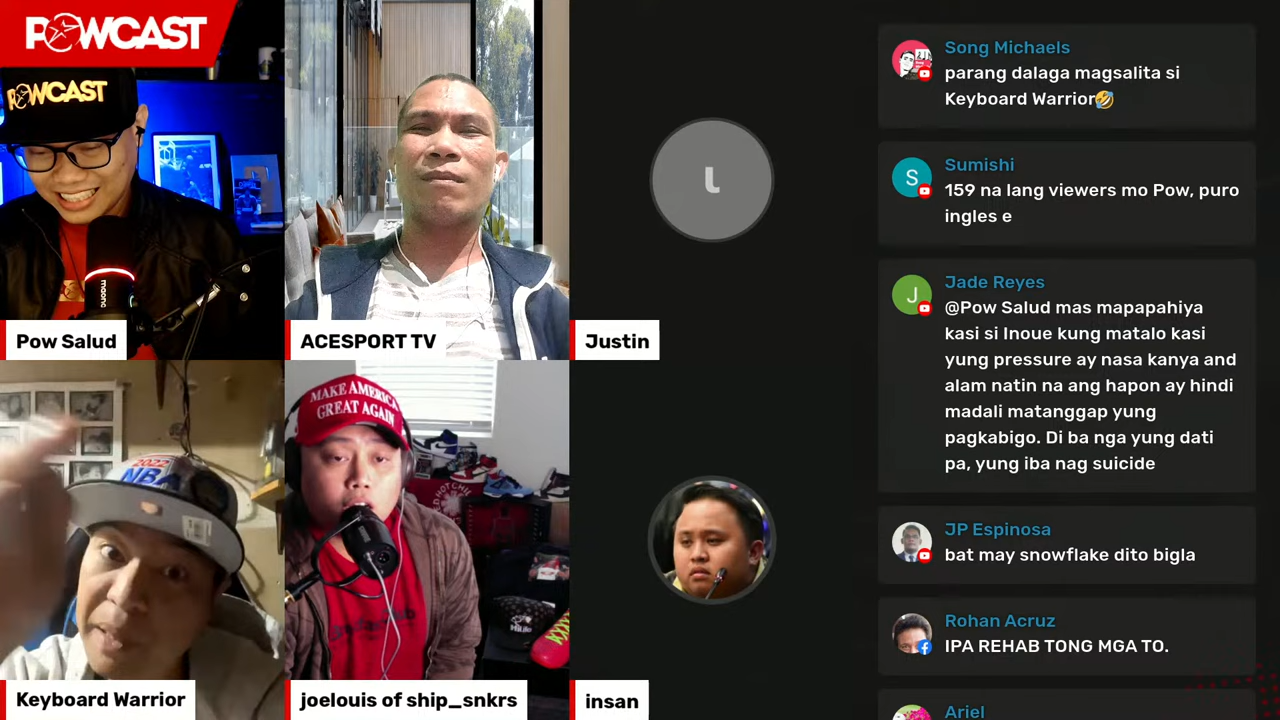 POWCAST
POWCAST
maono
Pow Salud
ACESPORT TV
Justin
2022
NBA
Keyboard Warrior
MAKE AMERICA
GREAT AGAIN
joelouis of ship_snkrs
insan
Song Michaels
parang dalaga magsalita si
Keyboard Warrior🤣
S
Sumishi
159 na lang viewers mo Pow, puro
ingles e
J
Jade Reyes
@Pow Salud mas mapapahiya
kasi si Inoue kung matalo kasi
yung pressure ay nasa kanya and
alam natin na ang hapon ay hindi
madali matanggap yung
pagkabigo. Di ba nga yung dati
pa, yung iba nag suicide
JP Espinosa
bat may snowflake dito bigla
Rohan Acruz
IPA REHAB TONG MGA TO.
Ariel